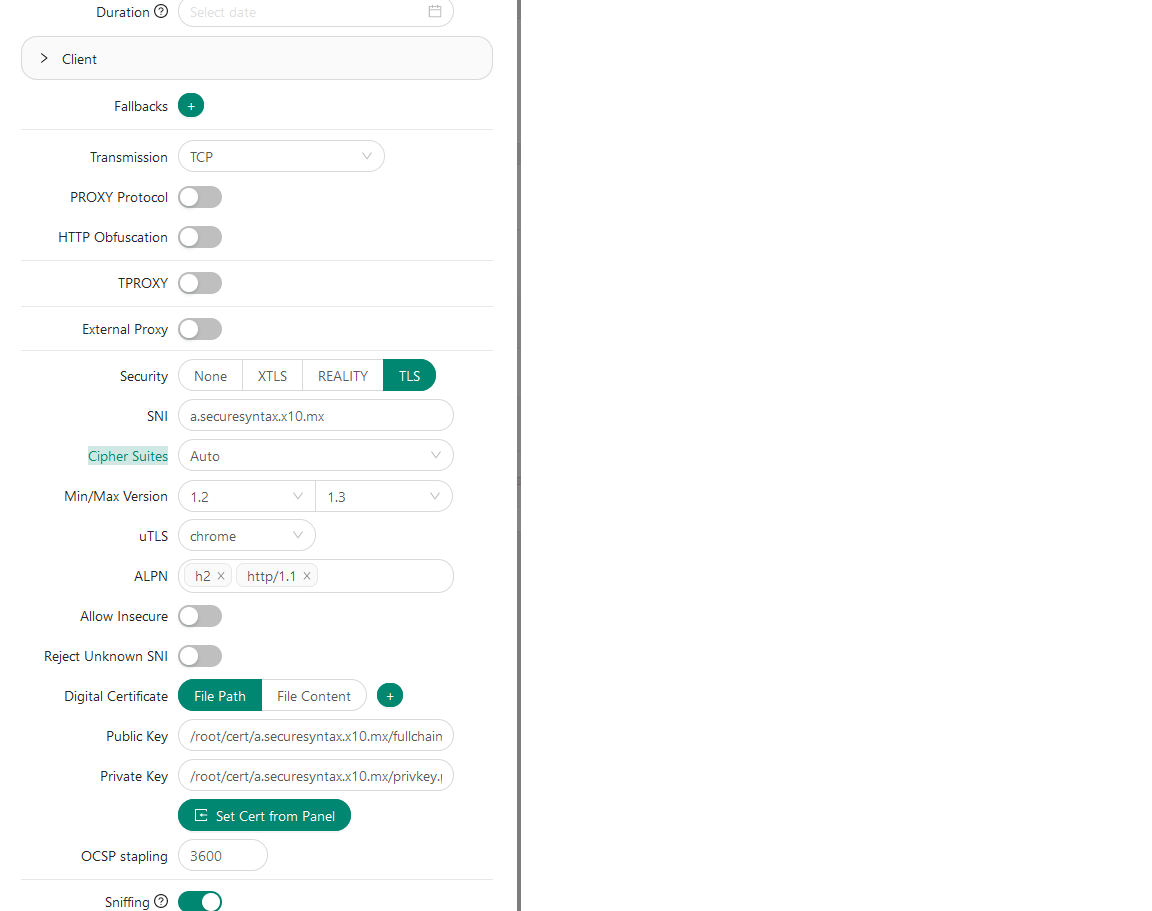 Duration Select date
Client
Fallbacks +
Transmission TCP
PROXY Protocol
HTTP Obfuscation
TPROXY
External Proxy
Security None XTLS REALITY TLS
SNI a.securesyntax.x10.mx
Cipher Suites Auto
Min/Max Version 1.2 1.3
uTLS chrome
ALPN h2 × http/1.1 ×
Allow Insecure
Reject Unknown SNI
Digital Certificate File Path File Content +
Public Key /root/cert/a.securesyntax.x10.mx/fullchain
Private Key /root/cert/a.securesyntax.x10.mx/privkey.
Set Cert from Panel
OCSP stapling 3600
Sniffing